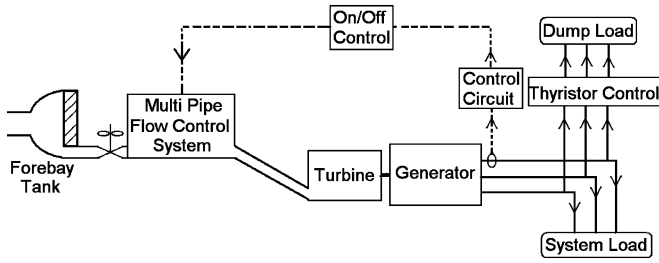 On/Off
Control
Dump Load
Control
Circuit
Thyristor Control
Multi Pipe
Flow Control
System
Forebay
Tank
Turbine
Generator
System Load